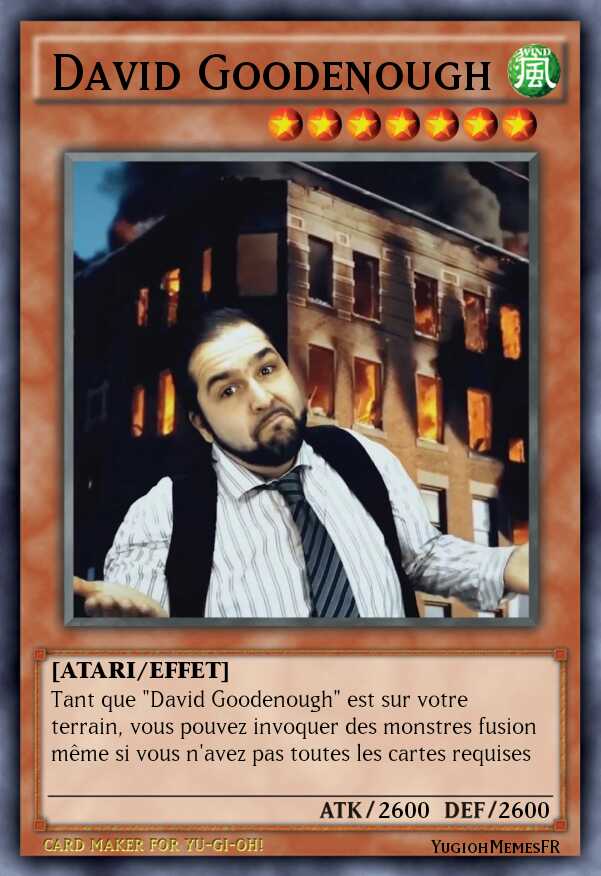 David Goodenough
WIND
風
[ATARI/EFFET]
Tant que "David Goodenough" est sur votre
terrain, vous pouvez invoquer des monstres fusion
même si vous n'avez pas toutes les cartes requises
ATK/2600 DEF/2600
CARD MAKER FOR YU-GI-OH! YugiohMemesFR